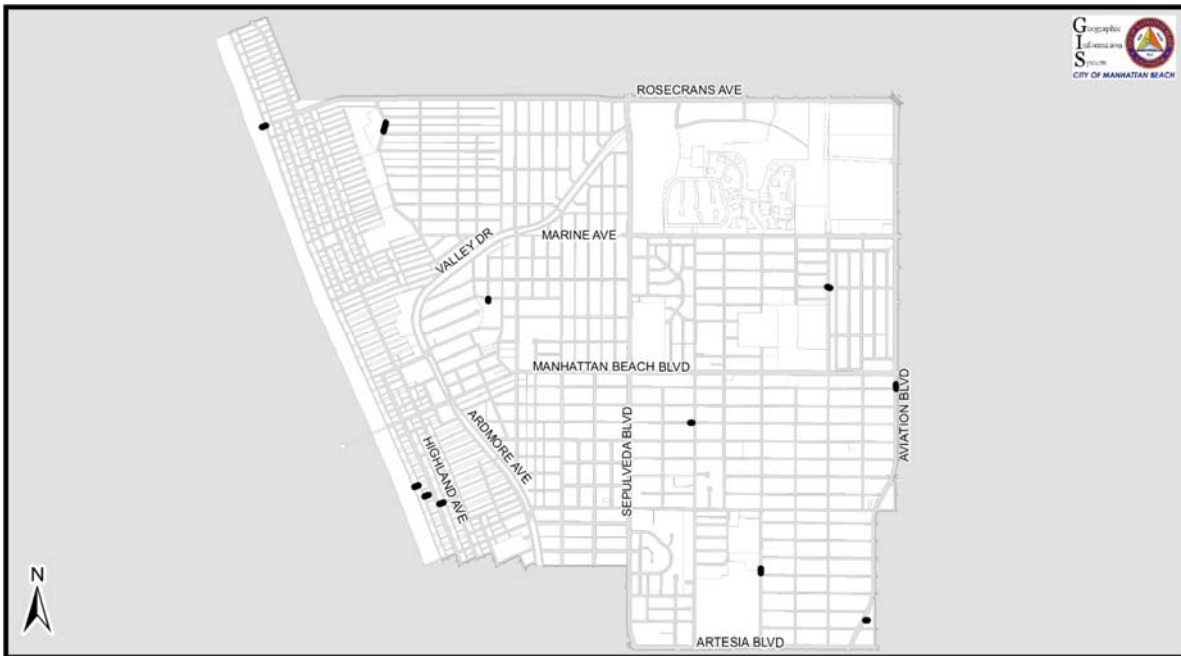 Geographic
Information
System
CITY OF MANHATTAN BEACH
ROSECRANS AVE
MARINE AVE
VALLEY DR
MANHATTAN BEACH BLVD
AVIATION BLVD
ARDMORE AVE
SEPULVEDA BLVD
HIGHLAND AVE
N
ARTESIA BLVD